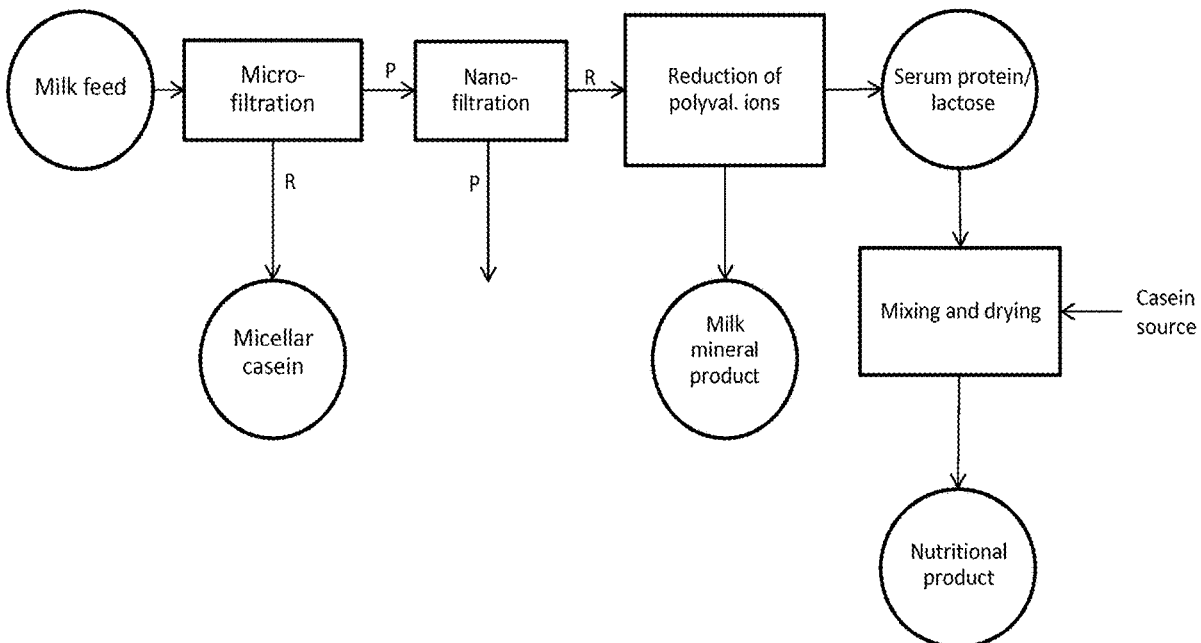 Milk feed
Micro-
filtration
P
Nano-
filtration
R
Reduction of
polyval. ions
Serum protein/
lactose
R
P
Micellar
casein
Milk
mineral
product
Mixing and drying
Casein
source
Nutritional
product